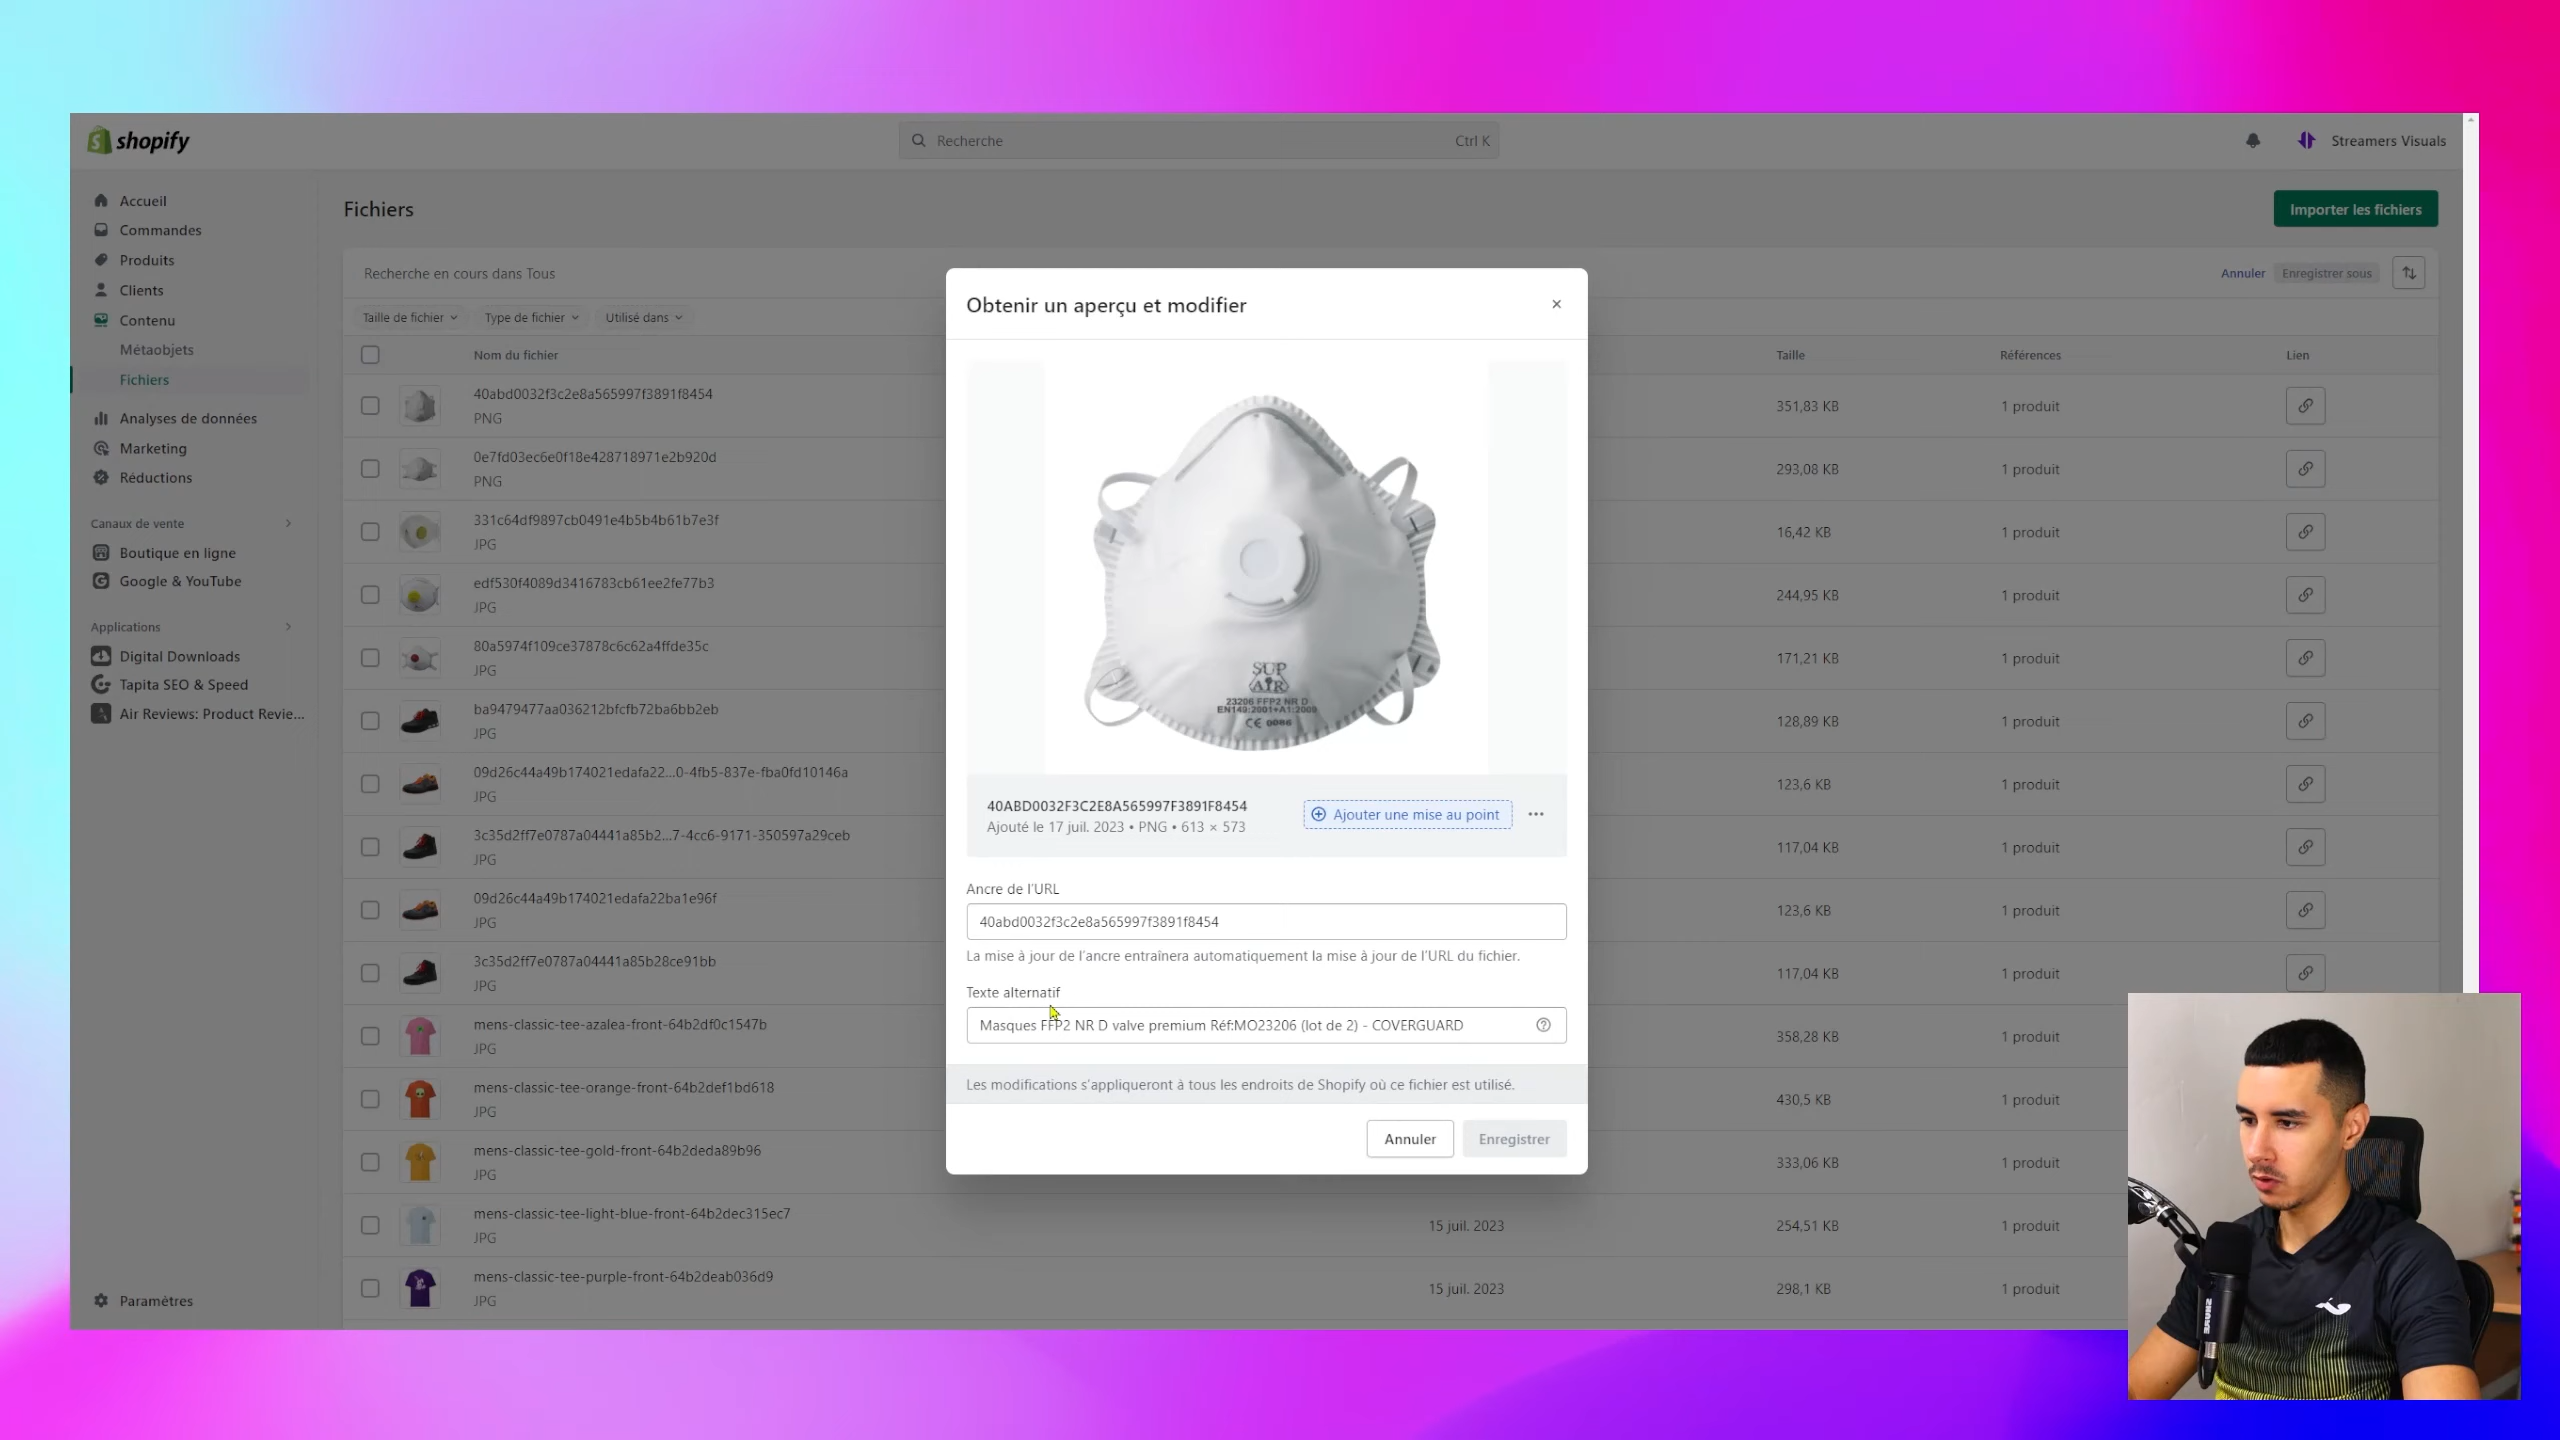 shopify
Recherche
Ctrl K
Streamers Visuals
Accueil
Commandes
Produits
Clients
Contenu
Métaobjets
Fichiers
Analyses de données
Marketing
Réductions
Canaux de vente
Boutique en ligne
Google & YouTube
Applications
Digital Downloads
Tapita SEO & Speed
Air Reviews: Product Revie...
Paramètres
Fichiers
Importer les fichiers
Recherche en cours dans Tous
Annuler
Enregistrer sous
Taille de fichier
Type de fichier
Utilisé dans
Nom du fichier
Taille
Références
Lien
40abd0032f3c2e8a565997f3891f8454
PNG
351,83 KB
1 produit
0e7fd03ec6e0f18e428718971e2b920d
PNG
293,08 KB
1 produit
331c64df9897cb0491e4b5b4b61b7e3f
JPG
16,42 KB
1 produit
edf530f4089d3416783cb61ee2fe77b3
JPG
244,95 KB
1 produit
80a5974f109ce37878c6c62a4ffde35c
JPG
171,21 KB
1 produit
ba9479477aa036212bfcfb72ba6bb2eb
JPG
128,89 KB
1 produit
09d26c44a49b174021edafa22...0-4fb5-837e-fba0fd10146a
JPG
123,6 KB
1 produit
3c35d2ff7e0787a04441a85b2...7-4cc6-9171-350597a29ceb
JPG
117,04 KB
1 produit
09d26c44a49b174021edafa22ba1e96f
JPG
123,6 KB
1 produit
3c35d2ff7e0787a04441a85b28ce91bb
JPG
117,04 KB
1 produit
mens-classic-tee-azalea-front-64b2df0c1547b
JPG
358,28 KB
1 produit
mens-classic-tee-orange-front-64b2def1bd618
JPG
430,5 KB
1 produit
mens-classic-tee-gold-front-64b2deda89b96
JPG
333,06 KB
1 produit
mens-classic-tee-light-blue-front-64b2dec315ec7
JPG
15 juil. 2023
254,51 KB
1 produit
mens-classic-tee-purple-front-64b2deab036d9
JPG
15 juil. 2023
298,1 KB
1 produit
Obtenir un aperçu et modifier
SUP
AIR
23206 FFP2 NR D
EN149:2001+A1:2009
CE 0086
40ABD0032F3C2E8A565997F3891F8454
Ajouté le 17 juil. 2023 • PNG • 613 × 573
Ajouter une mise au point
Ancre de l'URL
40abd0032f3c2e8a565997f3891f8454
La mise à jour de l'ancre entraînera automatiquement la mise à jour de l'URL du fichier.
Texte alternatif
Masques FFP2 NR D valve premium Réf:MO23206 (lot de 2) - COVERGUARD
Les modifications s'appliqueront à tous les endroits de Shopify où ce fichier est utilisé.
Annuler
Enregistrer
SHURE